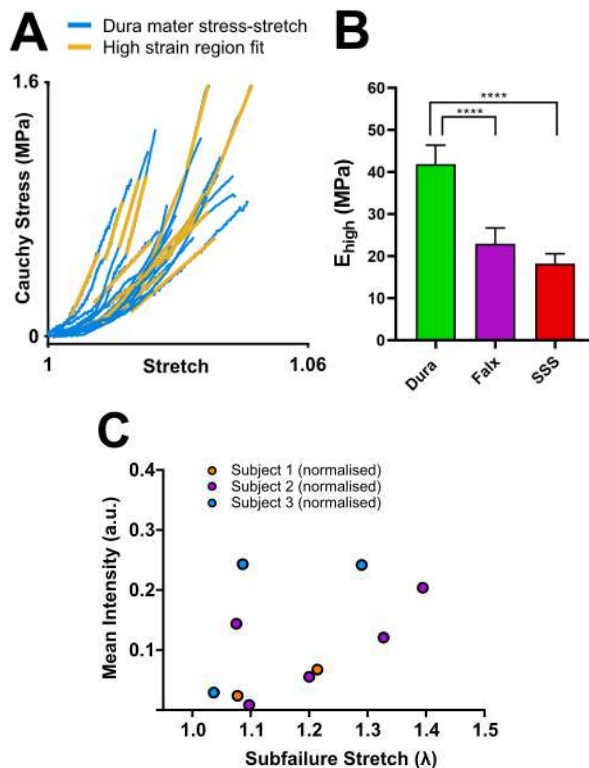 A
Dura mater stress-stretch
High strain region fit
1.6
Cauchy Stress (MPa)
0
1
Stretch
1.06
B
****
****
60
50
40
30
20
10
0
Ehigh (MPa)
Dura
Falx
SSS
C
Subject 1 (normalised)
Subject 2 (normalised)
Subject 3 (normalised)
0.4
0.3
0.2
0.1
Mean Intensity (a.u.)
1.0 1.1 1.2 1.3 1.4 1.5
Subfailure Stretch (λ)